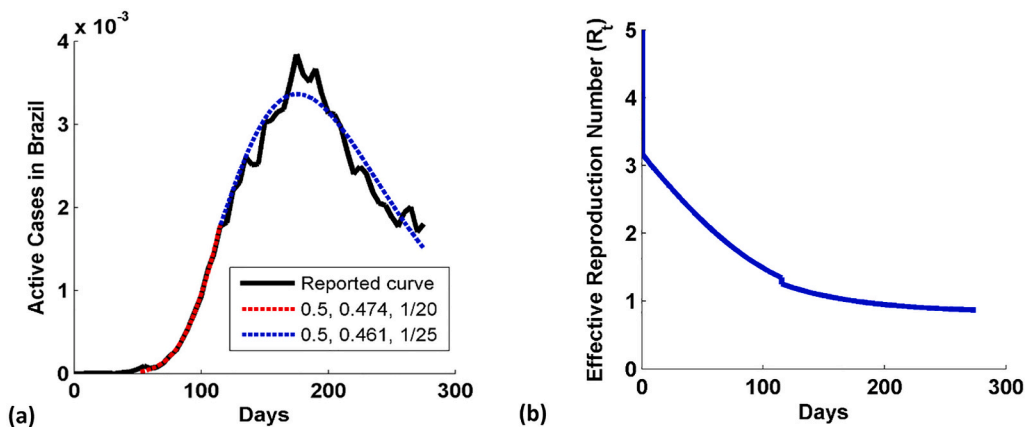 x 10⁻³
4
3
2
1
0
Active Cases in Brazil
Reported curve
0.5, 0.474, 1/20
0.5, 0.461, 1/25
0 100 200 300
Days
(a)
Effective Reproduction Number (Rₜ)
5
4
3
2
1
0
0 100 200 300
Days
(b)